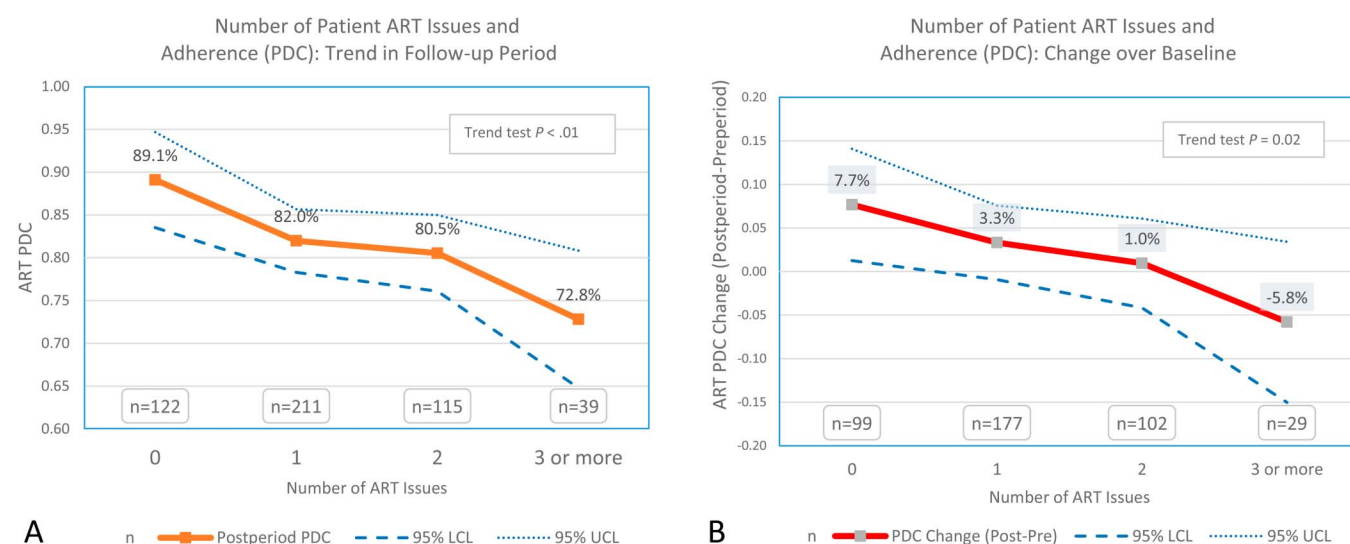 Number of Patient ART Issues and
Adherence (PDC): Trend in Follow-up Period
ART PDC
1.00
0.95
0.90
0.85
0.80
0.75
0.70
0.65
0.60
Trend test P < .01
89.1%
82.0%
80.5%
72.8%
n=122
n=211
n=115
n=39
0
1
2
3 or more
Number of ART Issues
A
n
Postperiod PDC
95% LCL
95% UCL
Number of Patient ART Issues and
Adherence (PDC): Change over Baseline
ART PDC Change (Postperiod-Preperiod)
0.20
0.15
0.10
0.05
0.00
-0.05
-0.10
-0.15
-0.20
Trend test P = 0.02
7.7%
3.3%
1.0%
-5.8%
n=99
n=177
n=102
n=29
0
1
2
3 or more
Number of ART Issues
B
n
PDC Change (Post-Pre)
95% LCL
95% UCL